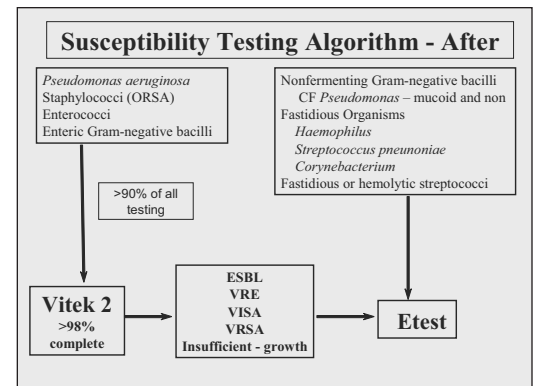 Susceptibility Testing Algorithm - After
Pseudomonas aeruginosa
Staphylococci (ORSA)
Enterococci
Enteric Gram-negative bacilli
Nonfermenting Gram-negative bacilli
CF Pseudomonas – mucoid and non
Fastidious Organisms
Haemophilus
Streptococcus pneunoniae
Corynebacterium
Fastidious or hemolytic streptococci
>90% of all
testing
Vitek 2
>98%
complete
ESBL
VRE
VISA
VRSA
Insufficient - growth
Etest